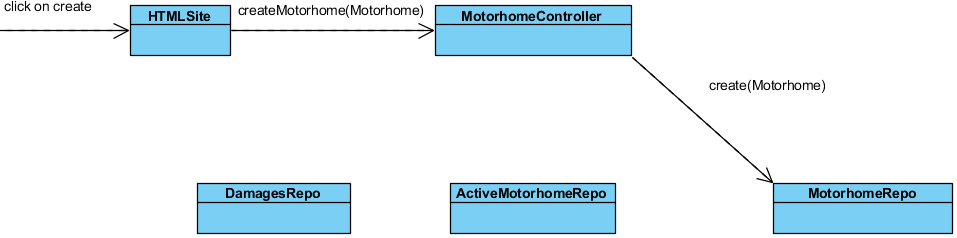 click on create
HTMLSite
createMotorhome(Motorhome)
MotorhomeController
create(Motorhome)
DamagesRepo
ActiveMotorhomeRepo
MotorhomeRepo